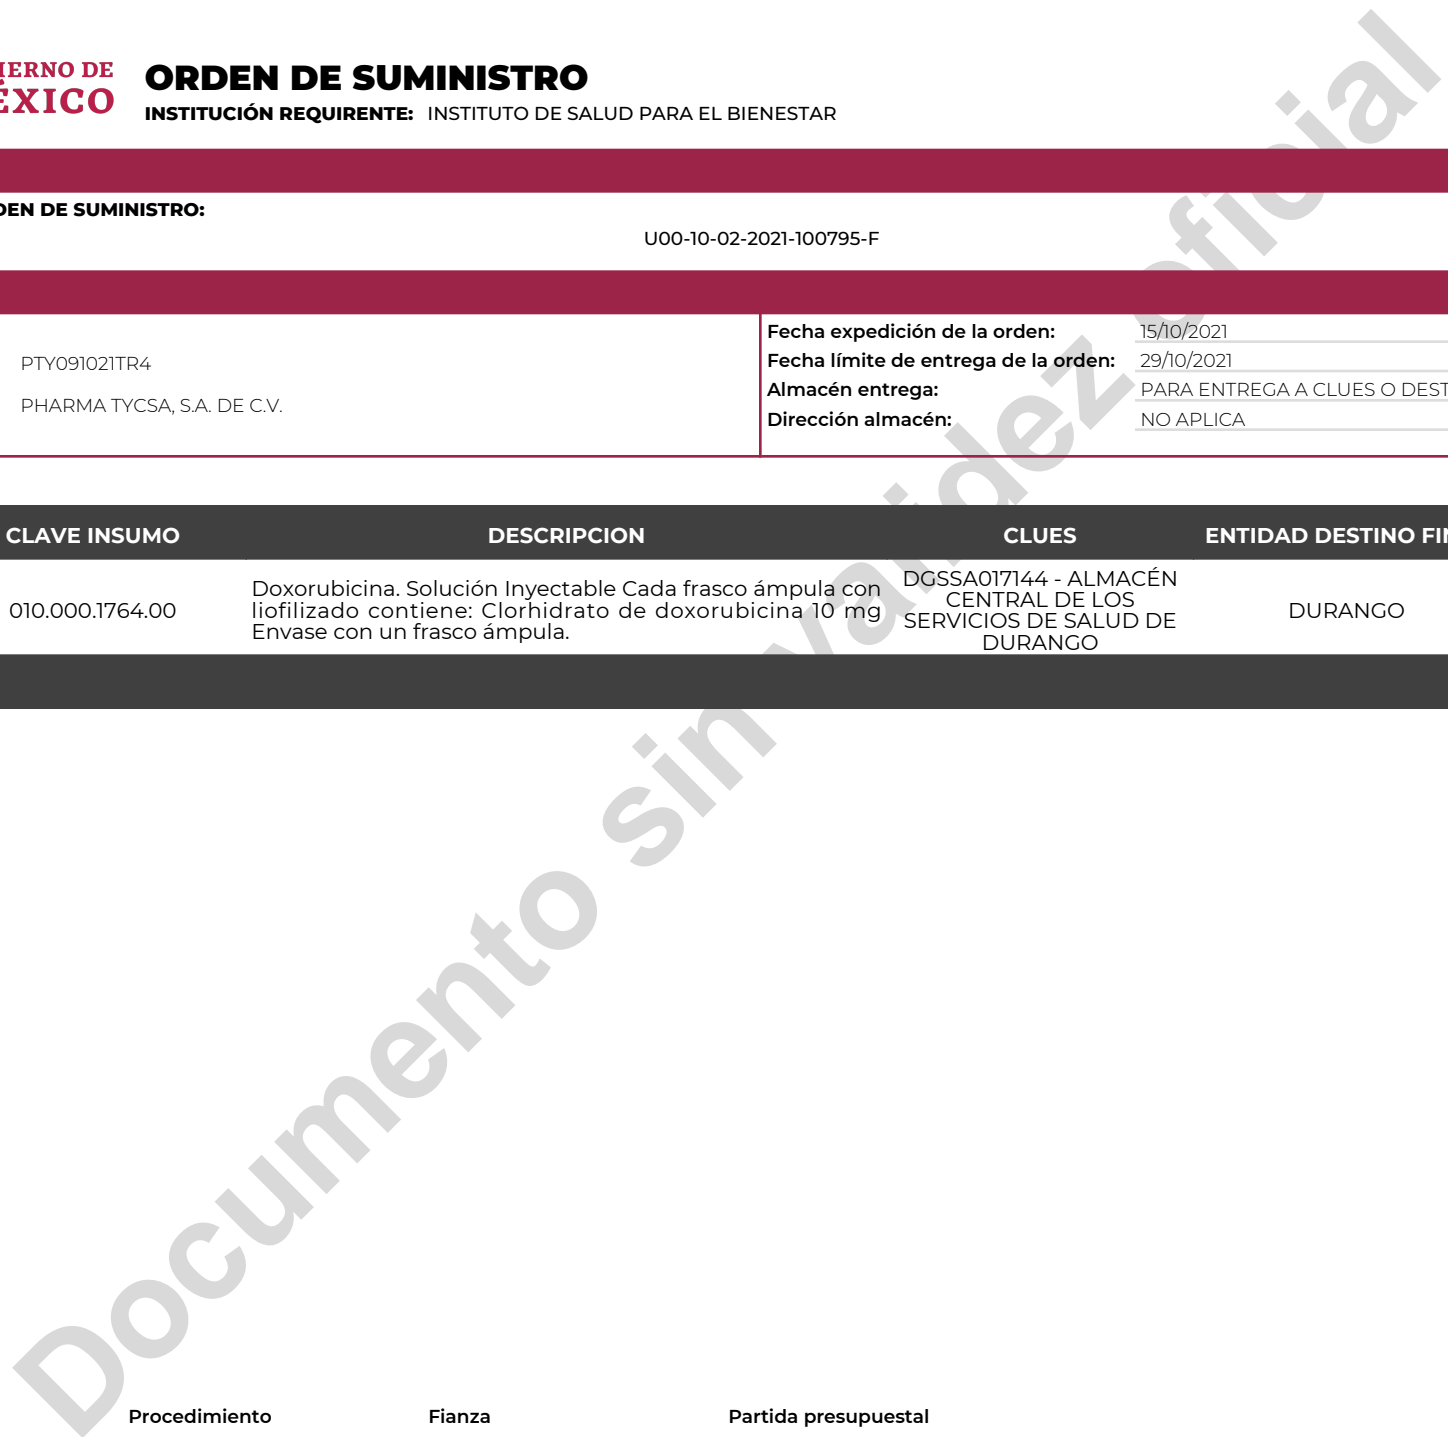 IERNO DE
ÉXICO
ORDEN DE SUMINISTRO
INSTITUCIÓN REQUIRENTE: INSTITUTO DE SALUD PARA EL BIENESTAR
DEN DE SUMINISTRO:
U00-10-02-2021-100795-F
PTY091021TR4
PHARMA TYCSA, S.A. DE C.V.
Fecha expedición de la orden: 15/10/2021
Fecha límite de entrega de la orden: 29/10/2021
Almacén entrega: PARA ENTREGA A CLUES O DEST
Dirección almacén: NO APLICA
CLAVE INSUMO DESCRIPCION CLUES ENTIDAD DESTINO FIN
010.000.1764.00
Doxorubicina. Solución Inyectable Cada frasco ámpula con
liofilizado contiene: Clorhidrato de doxorubicina 10 mg
Envase con un frasco ámpula.
DGSSA017144 - ALMACÉN
CENTRAL DE LOS
SERVICIOS DE SALUD DE
DURANGO
DURANGO
Documento sin validez oficial
Procedimiento Fianza Partida presupuestal